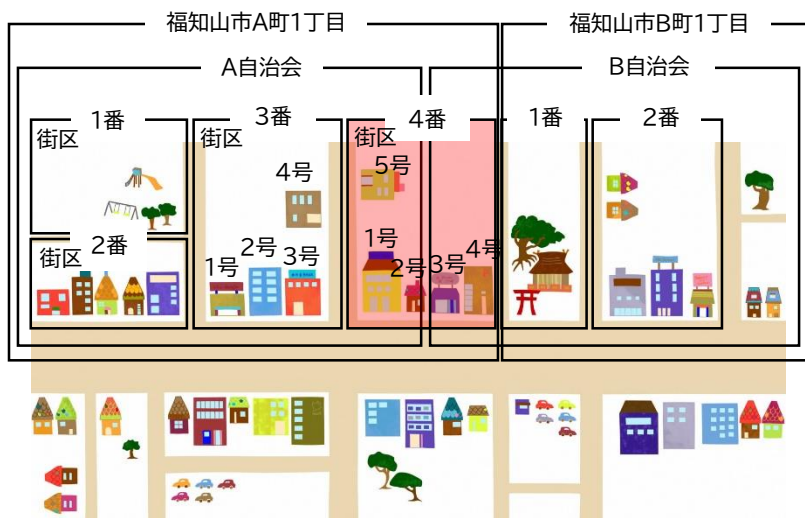 福知山市A町1丁目
福知山市B町1丁目
A自治会
B自治会
1番
3番
4番
1番
2番
街区
街区
街区
4号
5号
2番
街区
1号
2号
3号
1号
2号
3号
4号